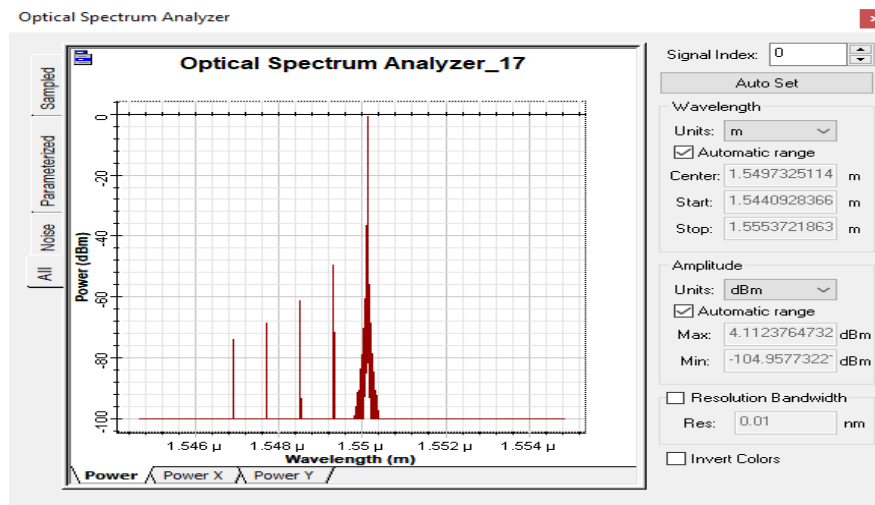 Optical Spectrum Analyzer
Optical Spectrum Analyzer_17
Sampled
Parameterized
Noise
All
Power (dBm)
0
-20
-40
-60
-80
-100
1.546 µ 1.548 µ 1.55 µ 1.552 µ 1.554 µ
Wavelength (m)
Power Power X Power Y
Signal Index: 0
Auto Set
Wavelength
Units: m
Automatic range
Center: 1.5497325114 m
Start: 1.5440928366 m
Stop: 1.5553721863 m
Amplitude
Units: dBm
Automatic range
Max: 4.1123764732 dBm
Min: -104.9577322 dBm
Resolution Bandwidth
Res: 0.01 nm
Invert Colors